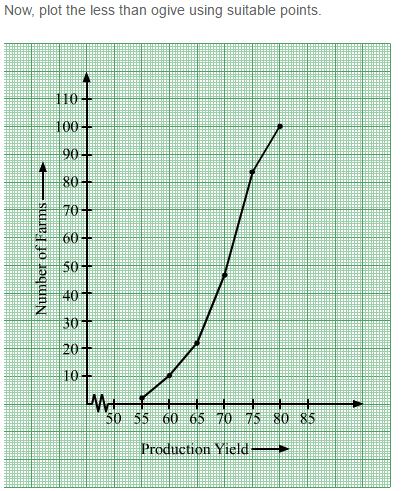 Now, plot the less than ogive using suitable points.
110
100
90
80
70
60
50
40
30
20
10
Number of Farms
50 55 60 65 70 75 80 85
Production Yield